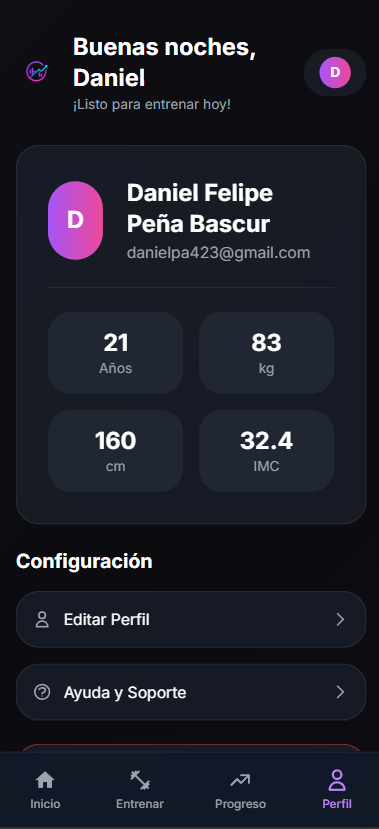 Buenas noches,
Daniel
¡Listo para entrenar hoy!
D
D
Daniel Felipe
Peña Bascur
danielpa423@gmail.com
21
Años
83
kg
160
cm
32.4
IMC
Configuración
Editar Perfil
Ayuda y Soporte
Inicio
Entrenar
Progreso
Perfil